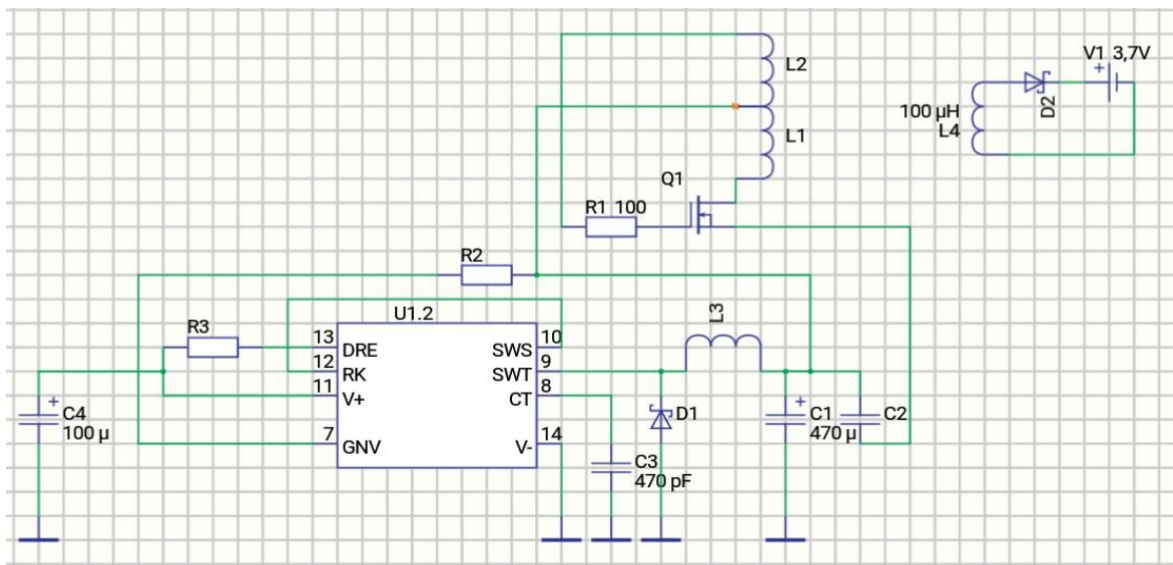 L2
V1 3,7V
+
D2
100 µH
L4
L1
Q1
R1 100
R2
U1.2
L3
R3
13
DRE
SWS
10
12
RK
SWT
9
11
V+
CT
8
7
GNV
V-
14
+
C4
100 µ
D1
+
C1
470 µ
C2
C3
470 pF